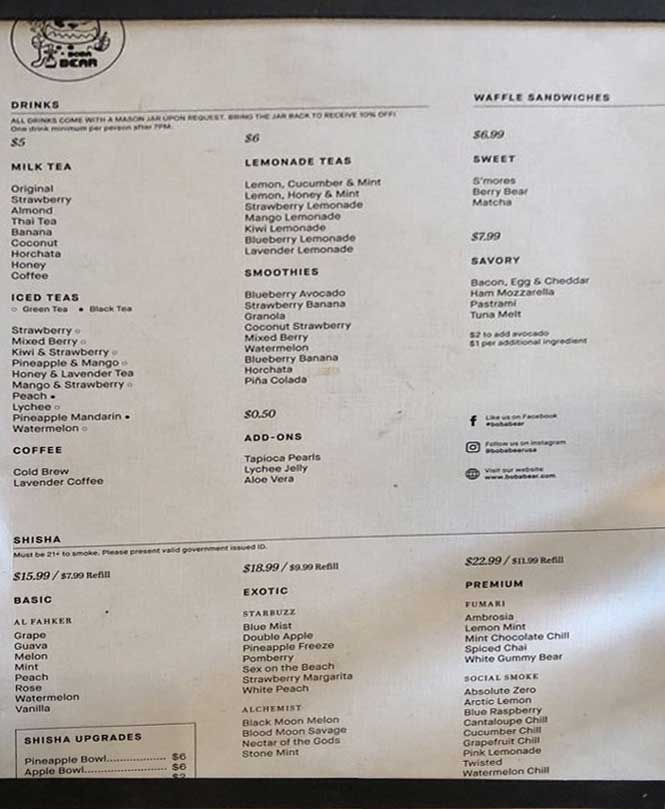 BOBA
BEAR
DRINKS
ALL DRINKS COME WITH A MASON JAR UPON REQUEST. BRING THE JAR BACK TO RECEIVE 10% OFF!
One drink minimum per person after 7PM.
$5
MILK TEA
Original
Strawberry
Almond
Thai Tea
Banana
Coconut
Horchata
Honey
Coffee
ICED TEAS
○ Green Tea ● Black Tea
Strawberry ○
Mixed Berry ○
Kiwi & Strawberry ○
Pineapple & Mango ○
Honey & Lavender Tea
Mango & Strawberry ○
Peach ●
Lychee ○
Pineapple Mandarin ●
Watermelon ○
COFFEE
Cold Brew
Lavender Coffee
$6
LEMONADE TEAS
Lemon, Cucumber & Mint
Lemon, Honey & Mint
Strawberry Lemonade
Mango Lemonade
Kiwi Lemonade
Blueberry Lemonade
Lavender Lemonade
SMOOTHIES
Blueberry Avocado
Strawberry Banana
Granola
Coconut Strawberry
Mixed Berry
Watermelon
Blueberry Banana
Horchata
Piña Colada
$0.50
ADD-ONS
Tapioca Pearls
Lychee Jelly
Aloe Vera
WAFFLE SANDWICHES
$6.99
SWEET
S'mores
Berry Bear
Matcha
$7.99
SAVORY
Bacon, Egg & Cheddar
Ham Mozzarella
Pastrami
Tuna Melt
$2 to add avocado
$1 per additional ingredient
Like us on Facebook
#bobabear
Follow us on Instagram
@bobabearusa
Visit our website
www.bobabear.com
SHISHA
Must be 21+ to smoke. Please present valid government issued ID.
$15.99 / $7.99 Refill
BASIC
AL FAHKER
Grape
Guava
Melon
Mint
Peach
Rose
Watermelon
Vanilla
SHISHA UPGRADES
Pineapple Bowl.................. $6
Apple Bowl......................... $6
$18.99 / $9.99 Refill
EXOTIC
STARBUZZ
Blue Mist
Double Apple
Pineapple Freeze
Pomberry
Sex on the Beach
Strawberry Margarita
White Peach
ALCHEMIST
Black Moon Melon
Blood Moon Savage
Nectar of the Gods
Stone Mint
$22.99 / $11.99 Refill
PREMIUM
FUMARI
Ambrosia
Lemon Mint
Mint Chocolate Chill
Spiced Chai
White Gummy Bear
SOCIAL SMOKE
Absolute Zero
Arctic Lemon
Blue Raspberry
Cantaloupe Chill
Cucumber Chill
Grapefruit Chill
Pink Lemonade
Twisted
Watermelon Chill